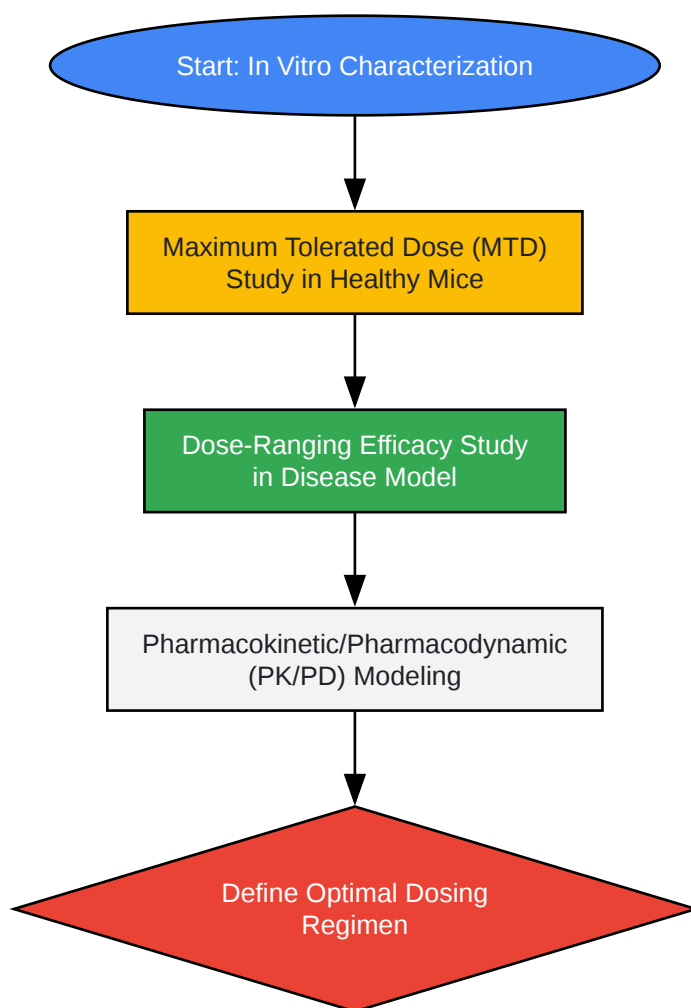 Start: In Vitro Characterization
Maximum Tolerated Dose (MTD)
Study in Healthy Mice
Dose-Ranging Efficacy Study
in Disease Model
Pharmacokinetic/Pharmacodynamic
(PK/PD) Modeling
Define Optimal Dosing
Regimen